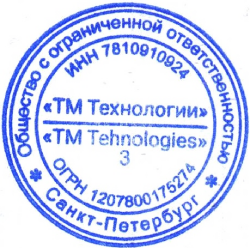 Общество с ограниченной ответственностью
ИНН 7810910924
«ТМ Технологии»
«TM Tehnologies»
3
ОГРН 1207800175274
* Санкт-Петербург *